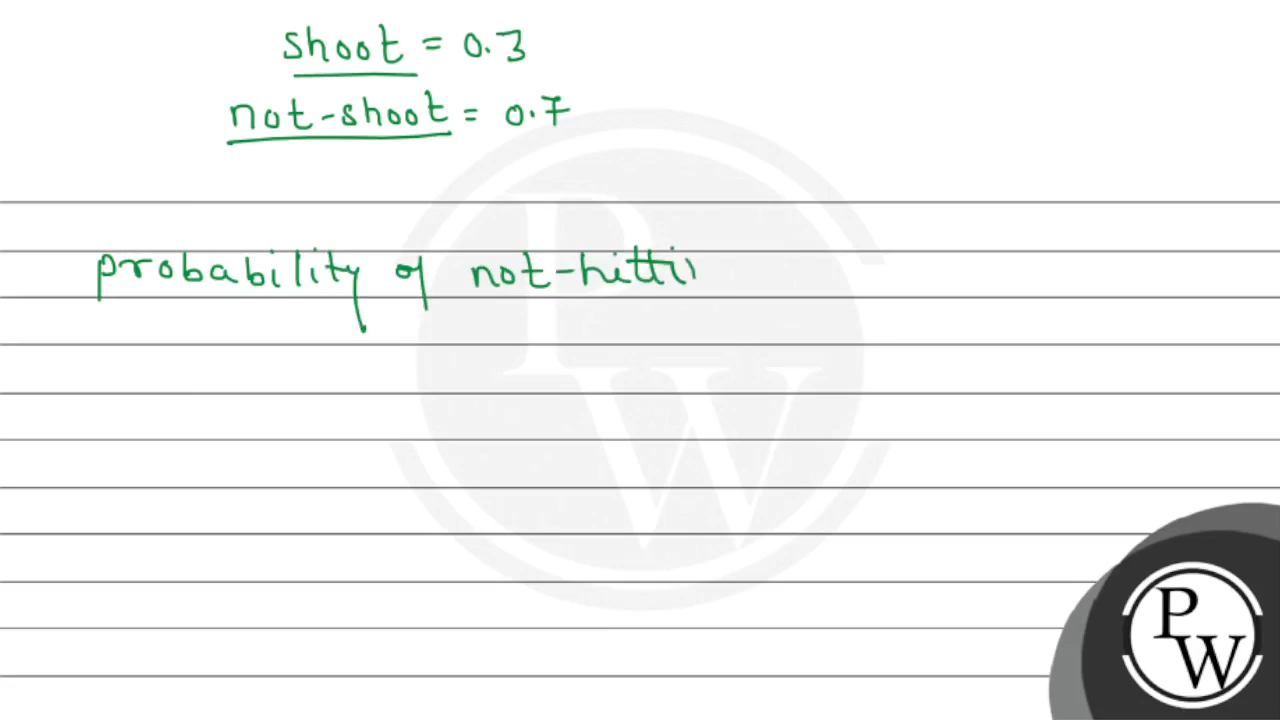 shoot = 0.3
not-shoot = 0.7
probability of not-hitti
P
W
P
W